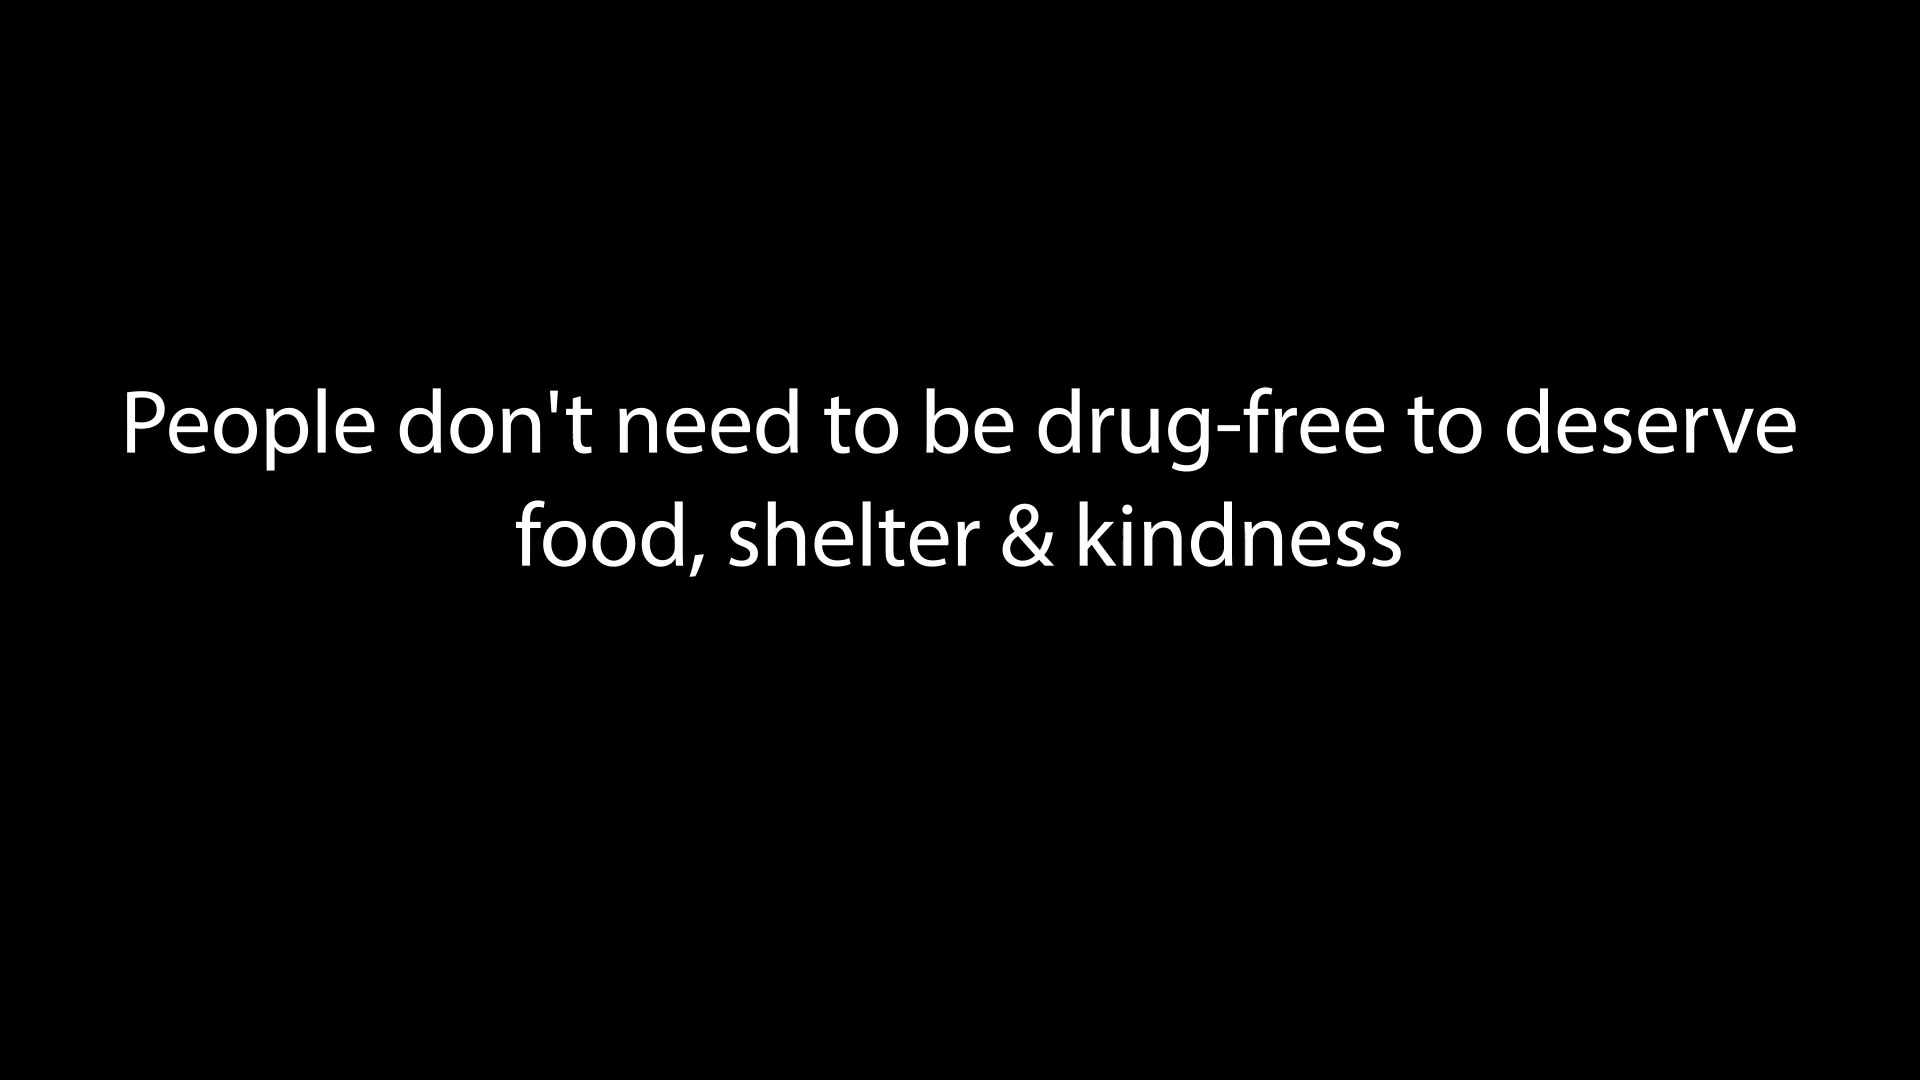 People don't need to be drug-free to deserve
food, shelter & kindness